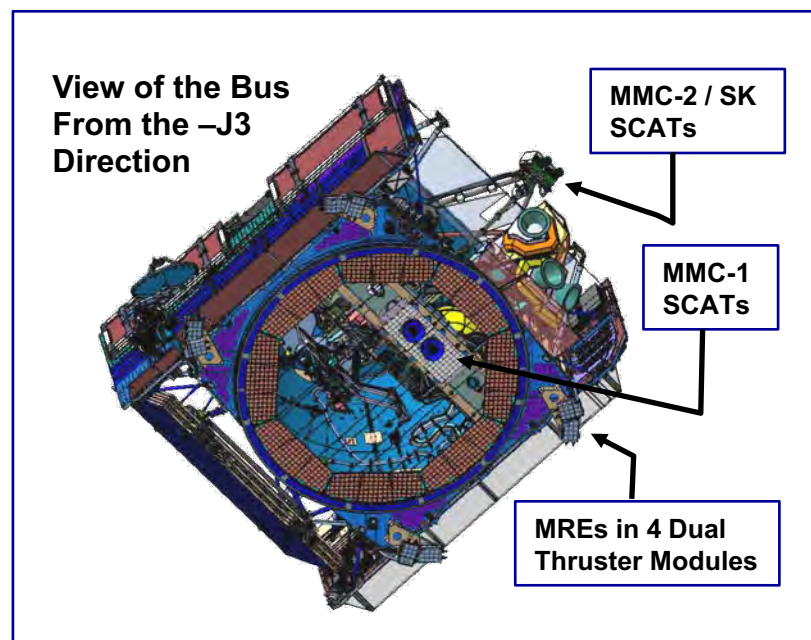 View of the Bus
From the –J3
Direction
MMC-2 / SK
SCATs
MMC-1
SCATs
MREs in 4 Dual
Thruster Modules